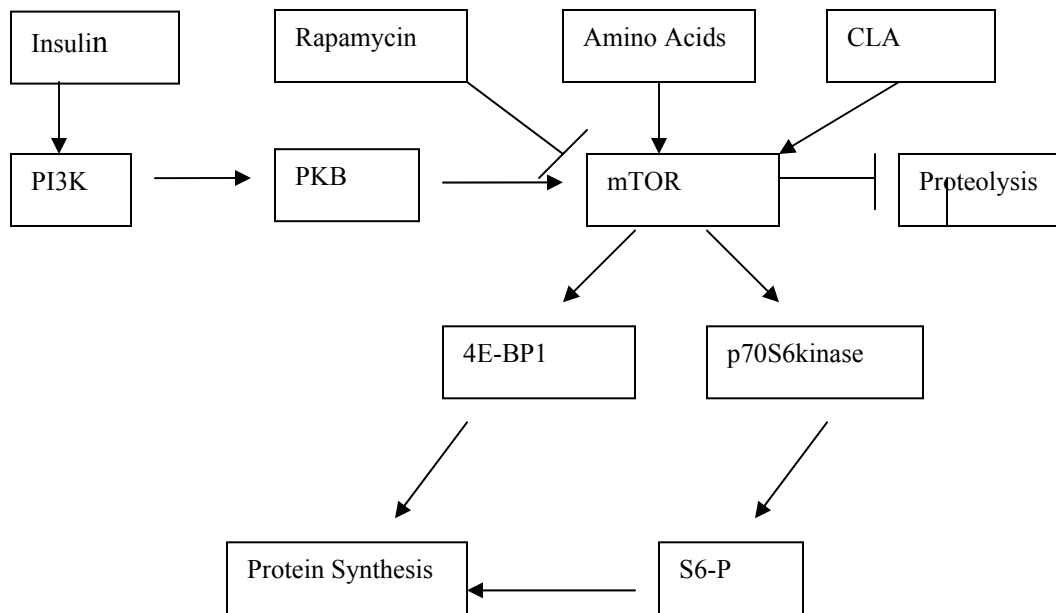 Insulin
Rapamycin
Amino Acids
CLA
PI3K
PKB
mTOR
Proteolysis
4E-BP1
p70S6kinase
Protein Synthesis
S6-P